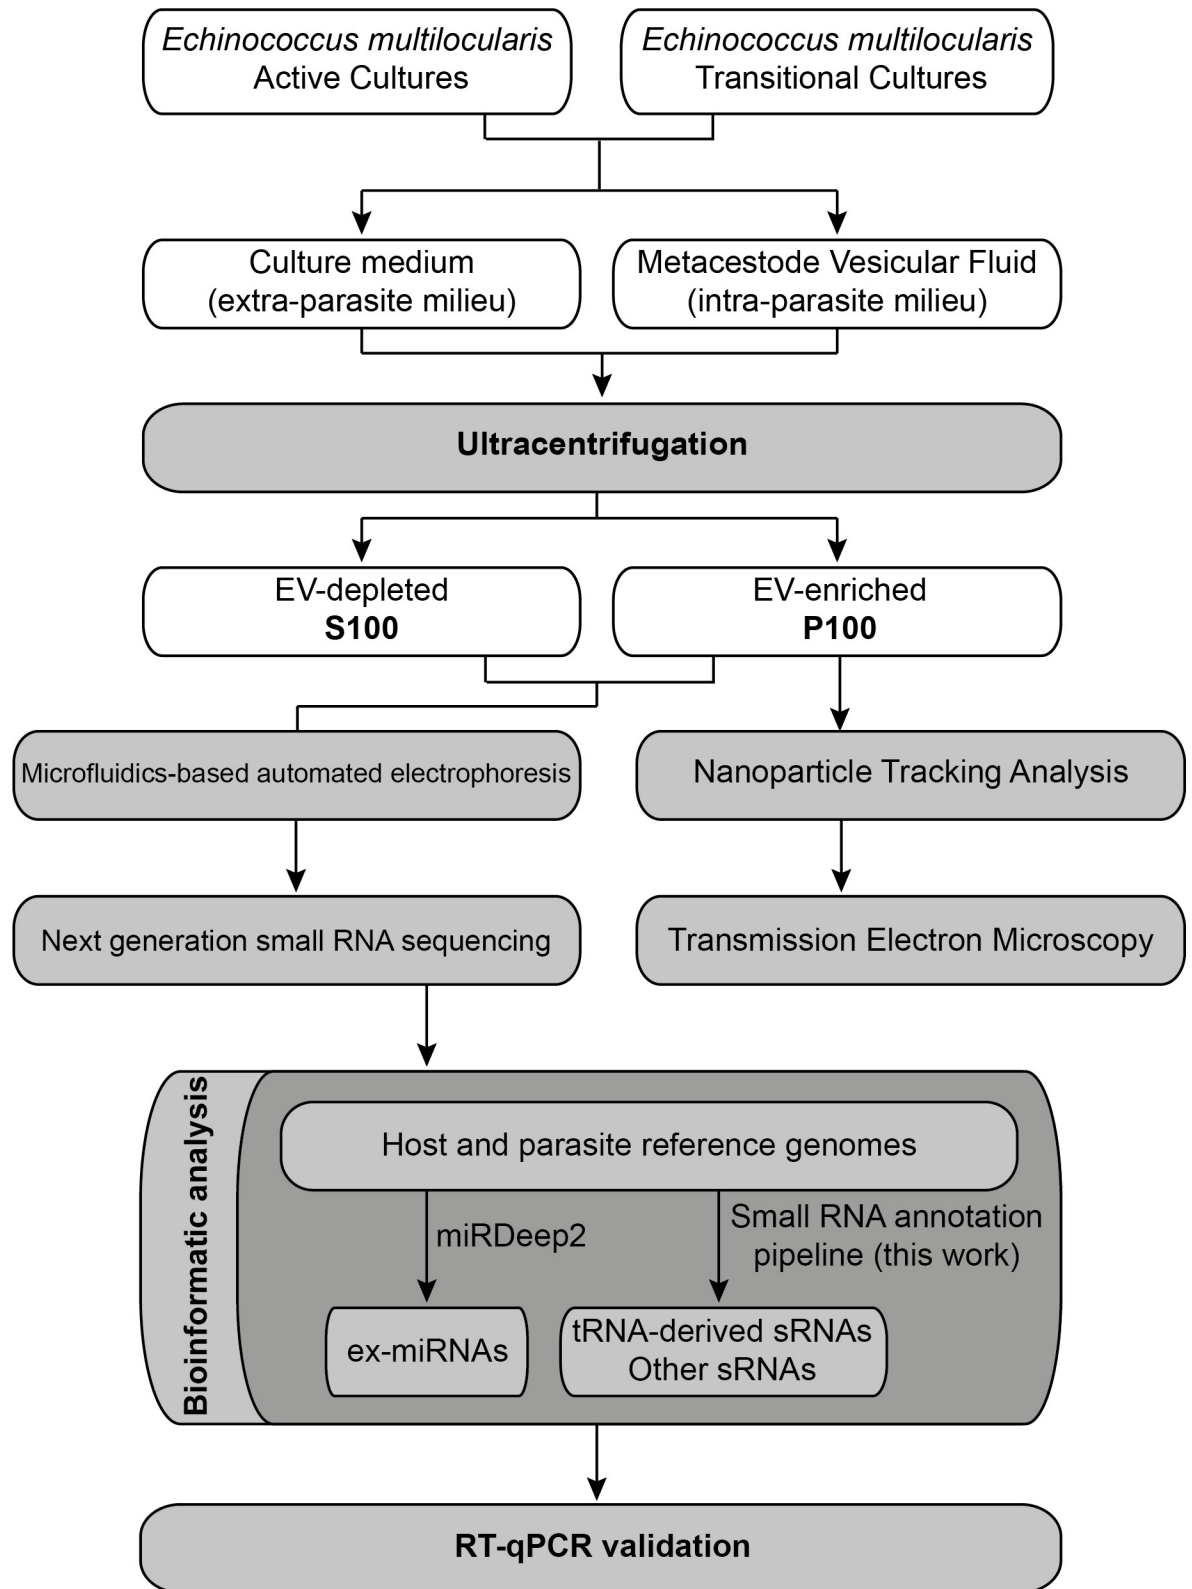 Echinococcus multilocularis
Active Cultures
Echinococcus multilocularis
Transitional Cultures
Culture medium
(extra-parasite milieu)
Metacestode Vesicular Fluid
(intra-parasite milieu)
Ultracentrifugation
EV-depleted
S100
EV-enriched
P100
Microfluidics-based automated electrophoresis
Nanoparticle Tracking Analysis
Next generation small RNA sequencing
Transmission Electron Microscopy
Bioinformatic analysis
Host and parasite reference genomes
miRDeep2
Small RNA annotation
pipeline (this work)
ex-miRNAs
tRNA-derived sRNAs
Other sRNAs
RT-qPCR validation